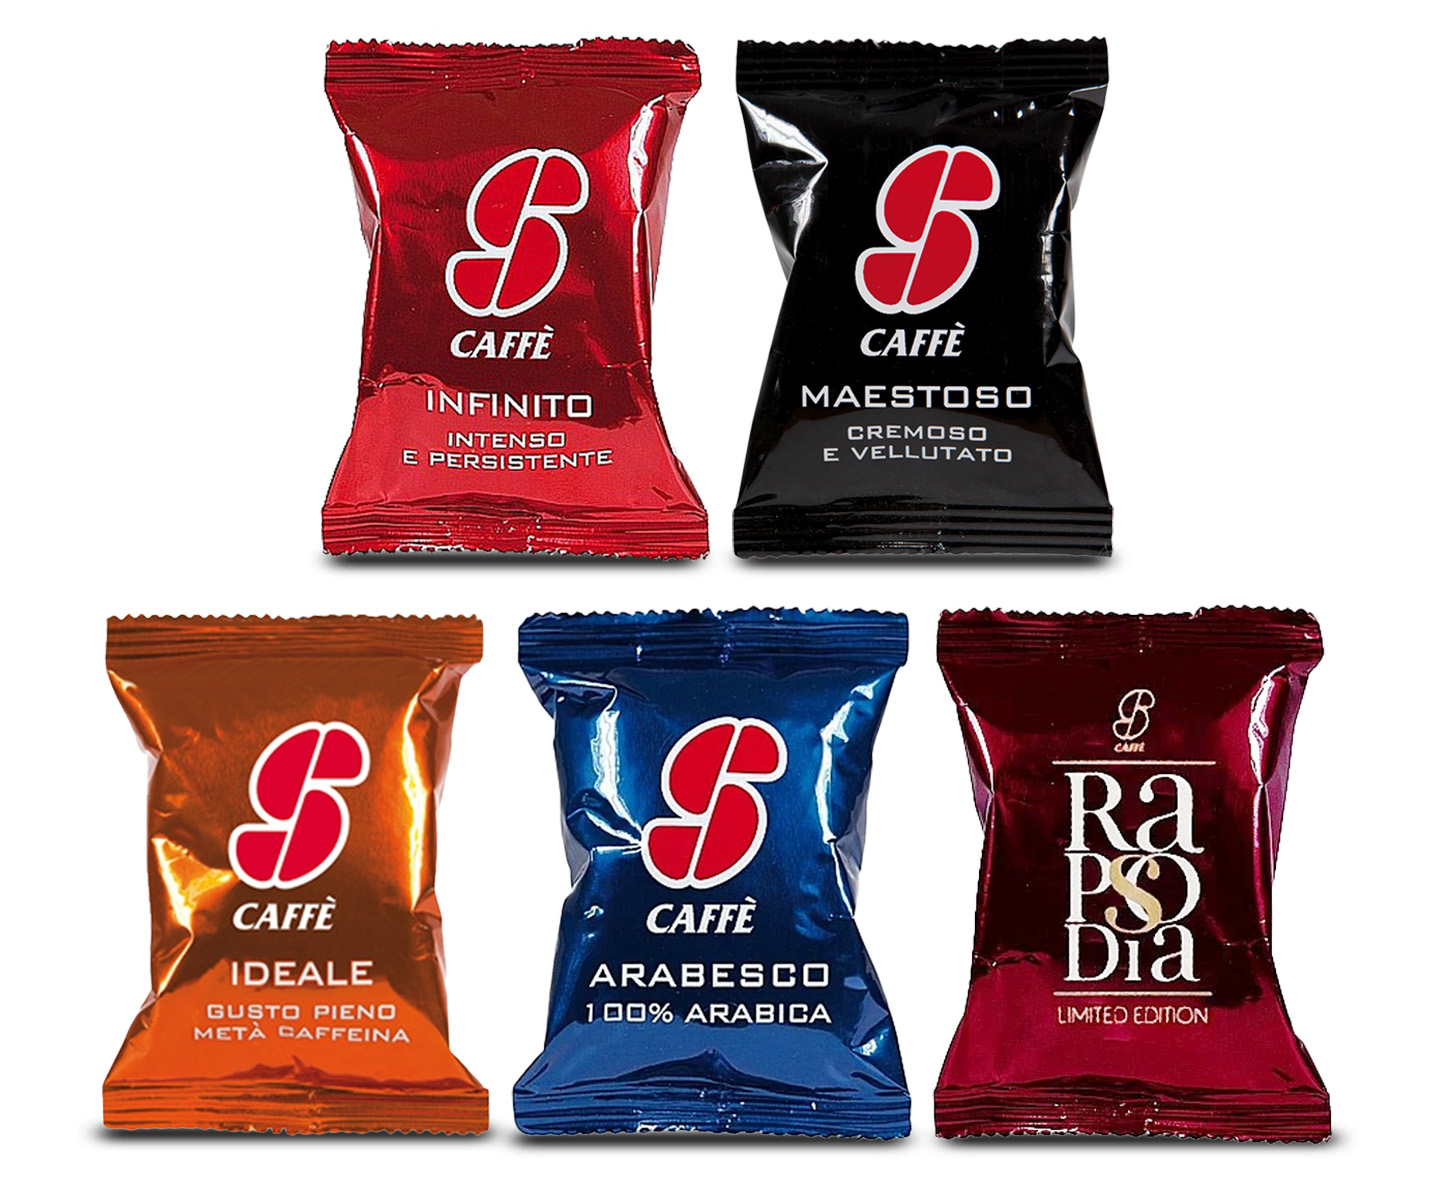 CAFFÈ
INFINITO
INTENSO
E PERSISTENTE
CAFFÈ
MAESTOSO
CREMOSO
E VELLUTATO
CAFFÈ
IDEALE
GUSTO PIENO
METÀ CAFFEINA
CAFFÈ
ARABESCO
100% ARABICA
CAFFÈ
Ra
PSO
Dia
LIMITED EDITION